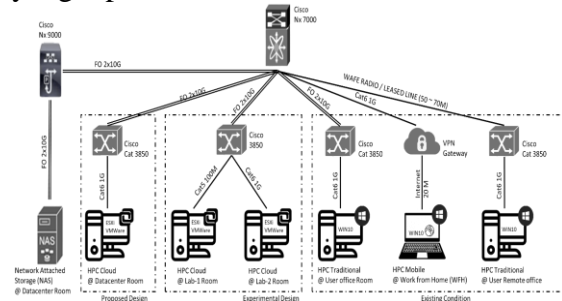 Cisco
Nx 7000
Cisco
Nx 9000
FO 2x10G
FO 2x10G
FO 2x10G
FO 2x10G
FO 2x10G
Cat6 1G
WAFE RADIO / LEASED LINE (50 ~ 70M)
Cisco
Cat 3850
Cisco
3850
Cisco
Cat 3850
VPN
Gateway
Cisco
Cat 3850
Cat6 1G
Cat5 100M
Cat6 1G
Cat6 1G
Internet
20 M
Cat6 1G
NAS
ESXi
VMWare
ESXi
VMWare
ESXi
VMWare
WIN10
WIN10
WIN10
Network Attached
Storage (NAS)
@ Datacenter Room
HPC Cloud
@ Datacenter Room
HPC Cloud
@ Lab-1 Room
HPC Cloud
@ Lab-2 Room
HPC Traditional
@ User office Room
HPC Mobile
@ Work from Home (WFH)
HPC Traditional
@ User Remote office
Proposed Design
Experimental Design
Existing Condition